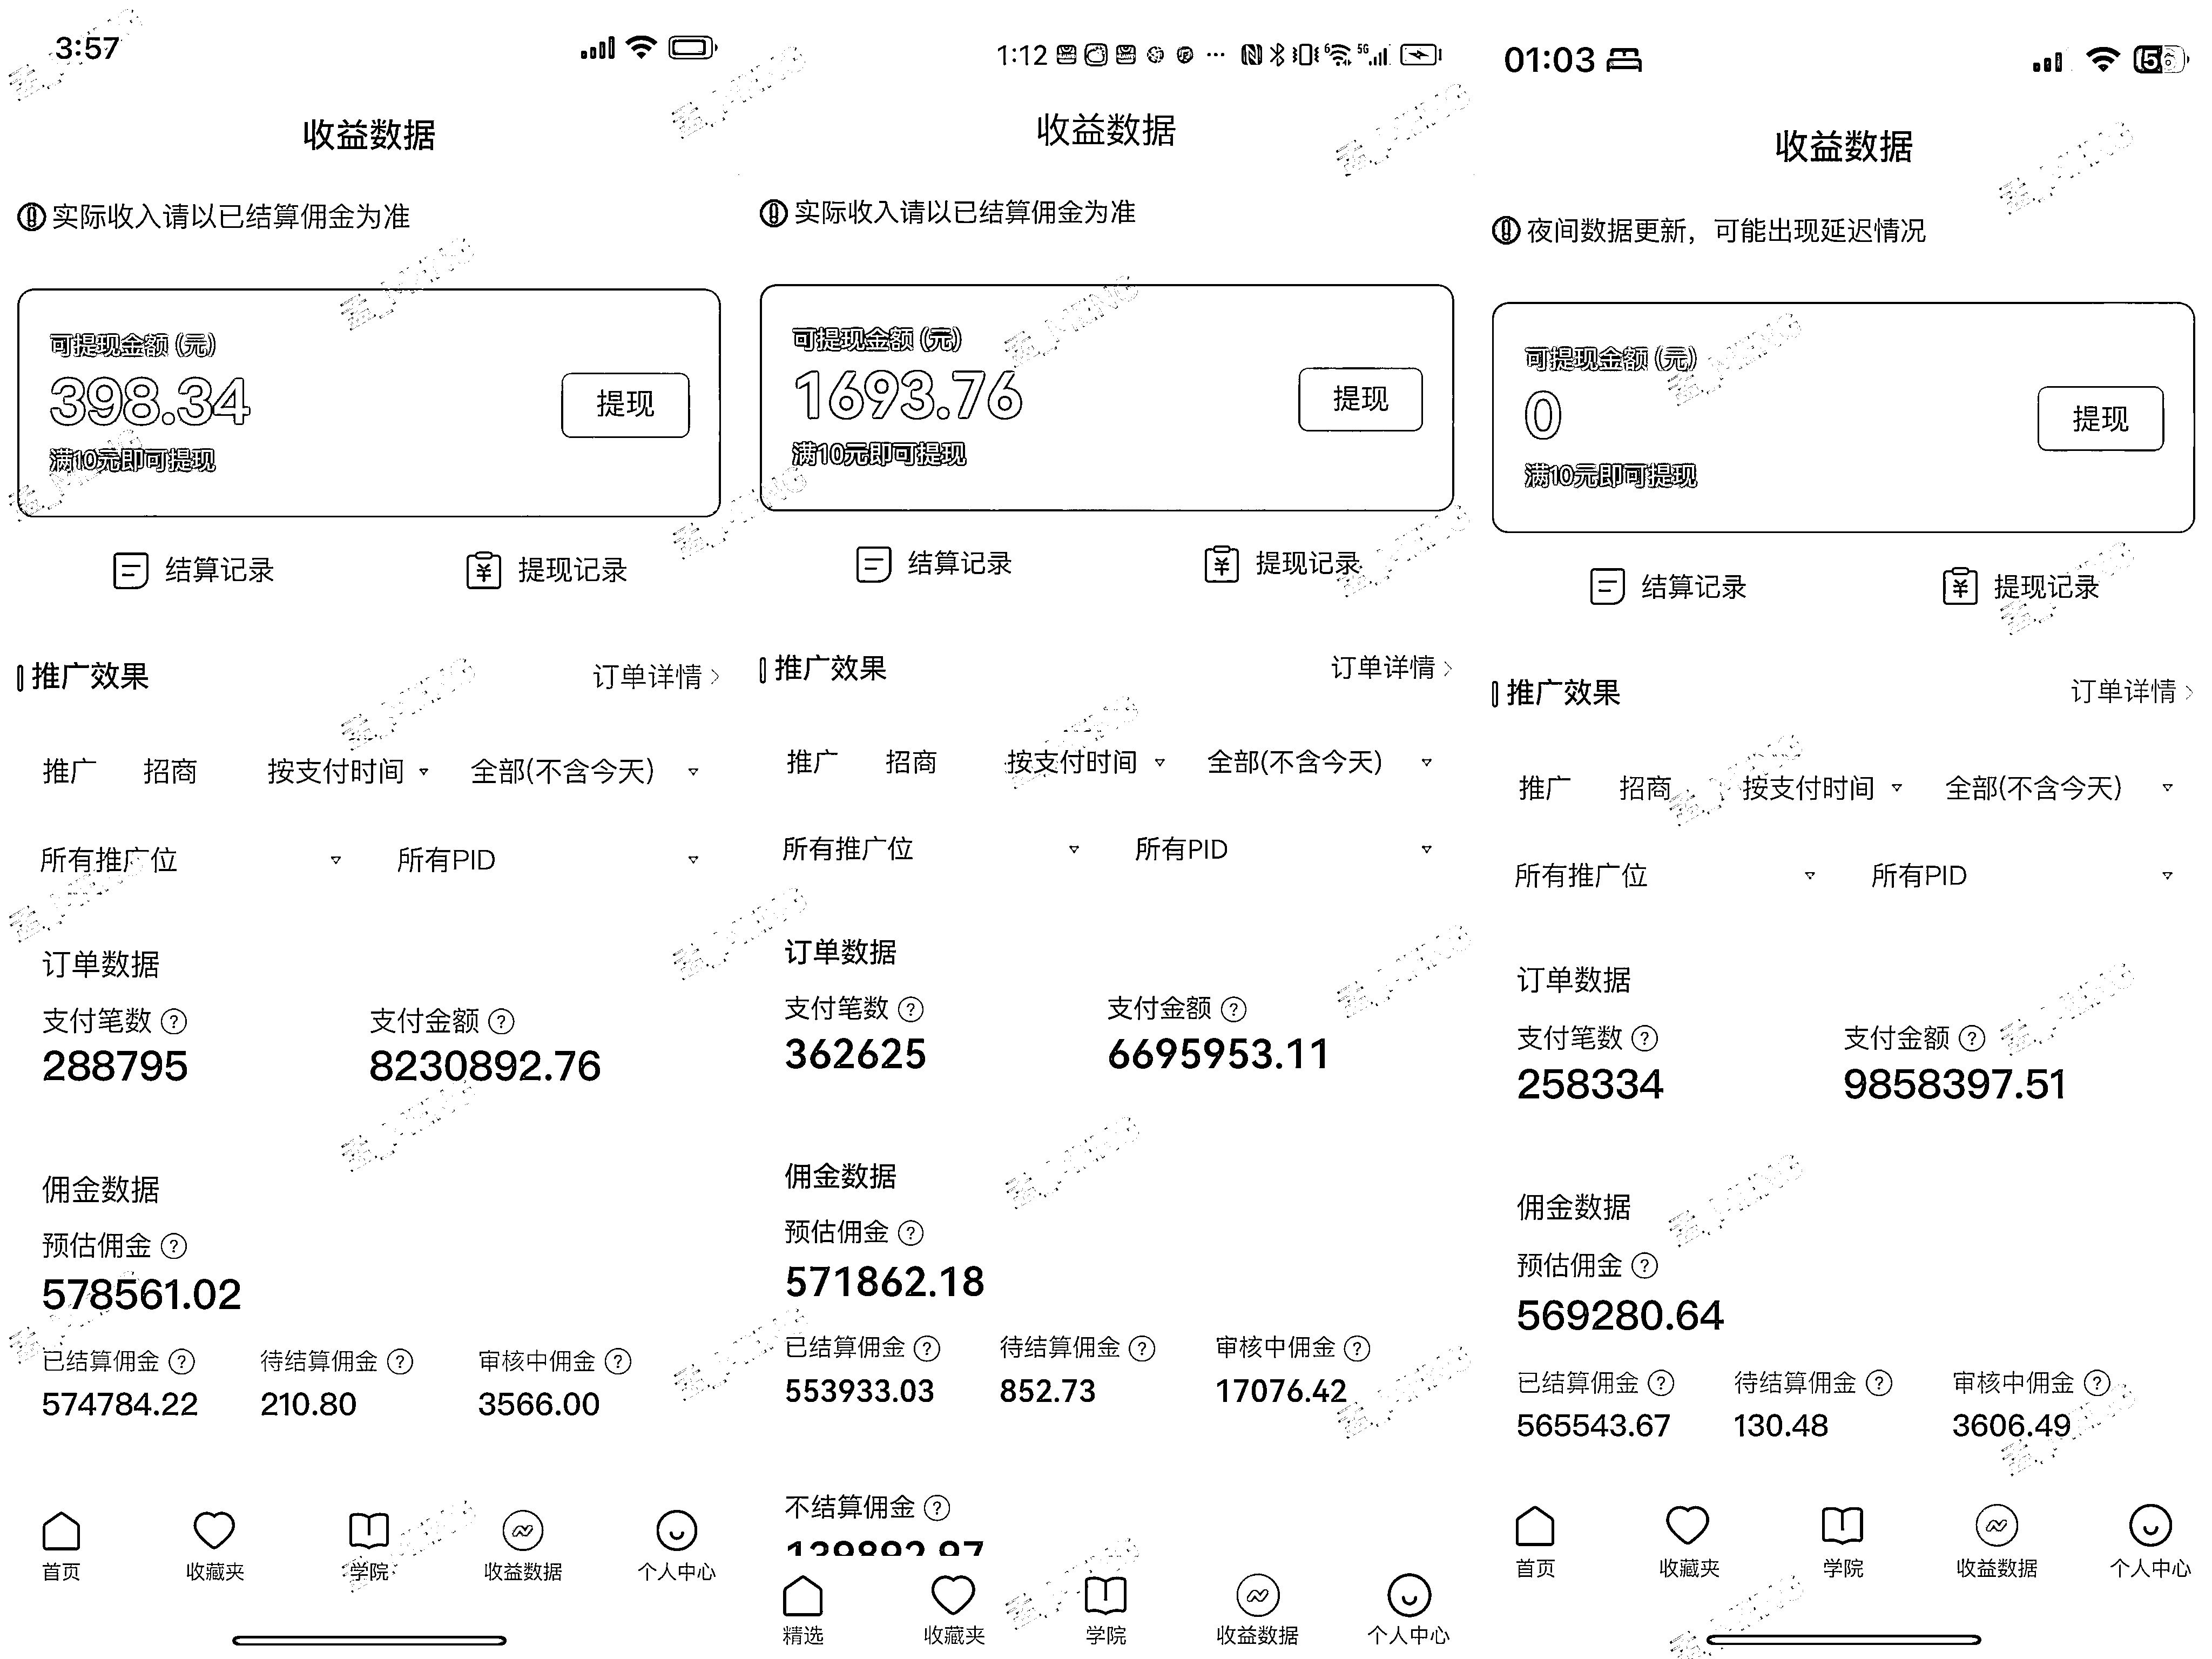 3:57
收益数据
实际收入请以已结算佣金为准
可提现金额 (元)
398.34
提现
满10元即可提现
结算记录
提现记录
推广效果
订单详情 >
推广 招商 按支付时间 全部(不含今天)
所有推广位 所有PID
订单数据
支付笔数 支付金额
288795 8230892.76
佣金数据
预估佣金
578561.02
已结算佣金 待结算佣金 审核中佣金
574784.22 210.80 3566.00
首页 收藏夹 学院 收益数据 个人中心
1:12
收益数据
实际收入请以已结算佣金为准
可提现金额 (元)
1693.76
提现
满10元即可提现
结算记录
提现记录
推广效果
订单详情 >
推广 招商 按支付时间 全部(不含今天)
所有推广位 所有PID
订单数据
支付笔数 支付金额
362625 6695953.11
佣金数据
预估佣金
571862.18
已结算佣金 待结算佣金 审核中佣金
553933.03 852.73 17076.42
不结算佣金
精选 收藏夹 学院 收益数据 个人中心
01:03
收益数据
夜间数据更新，可能出现延迟情况
可提现金额 (元)
0
提现
满10元即可提现
结算记录
提现记录
推广效果
订单详情 >
推广 招商 按支付时间 全部(不含今天)
所有推广位 所有PID
订单数据
支付笔数 支付金额
258334 9858397.51
佣金数据
预估佣金
569280.64
已结算佣金 待结算佣金 审核中佣金
565543.67 130.48 3606.49
首页 收藏夹 学院 收益数据 个人中心